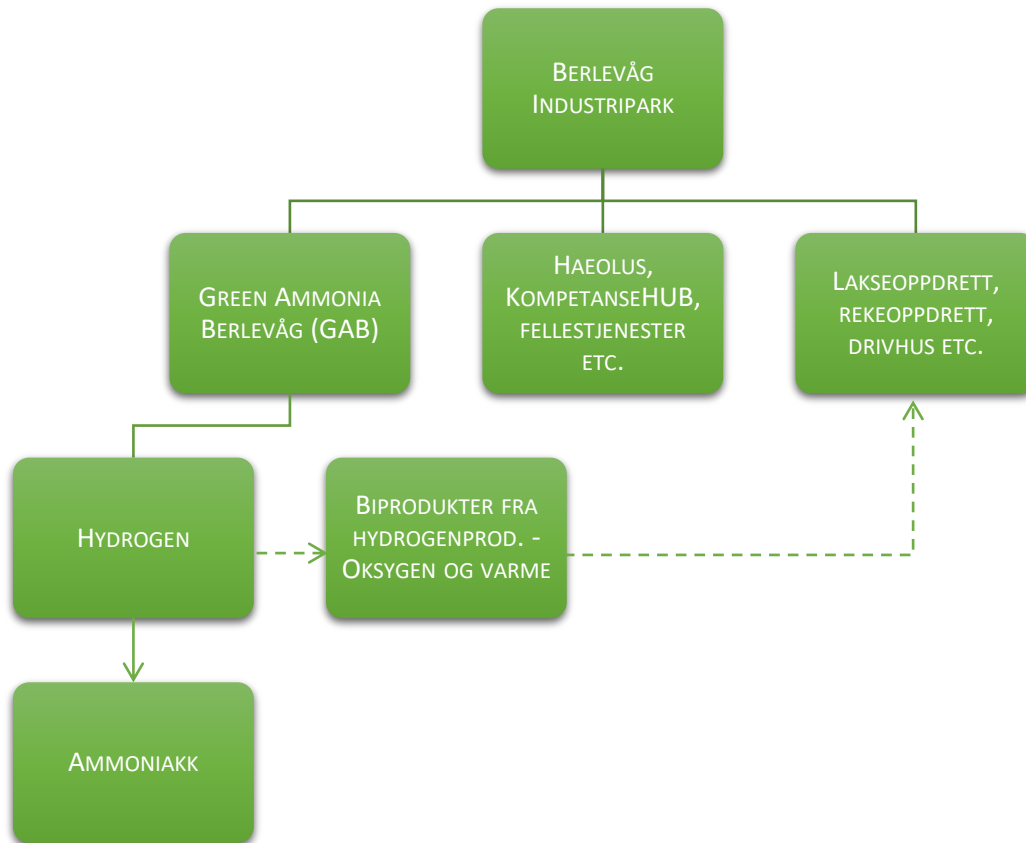 Berlevåg
Industripark
Green Ammonia
Berlevåg (GAB)
Haeolus,
KompetanseHUB,
fellestjenester
etc.
Lakseoppdrett,
rekeoppdrett,
drivhus etc.
Hydrogen
Biprodukter fra
hydrogenprod. -
Oksygen og varme
Ammoniakk